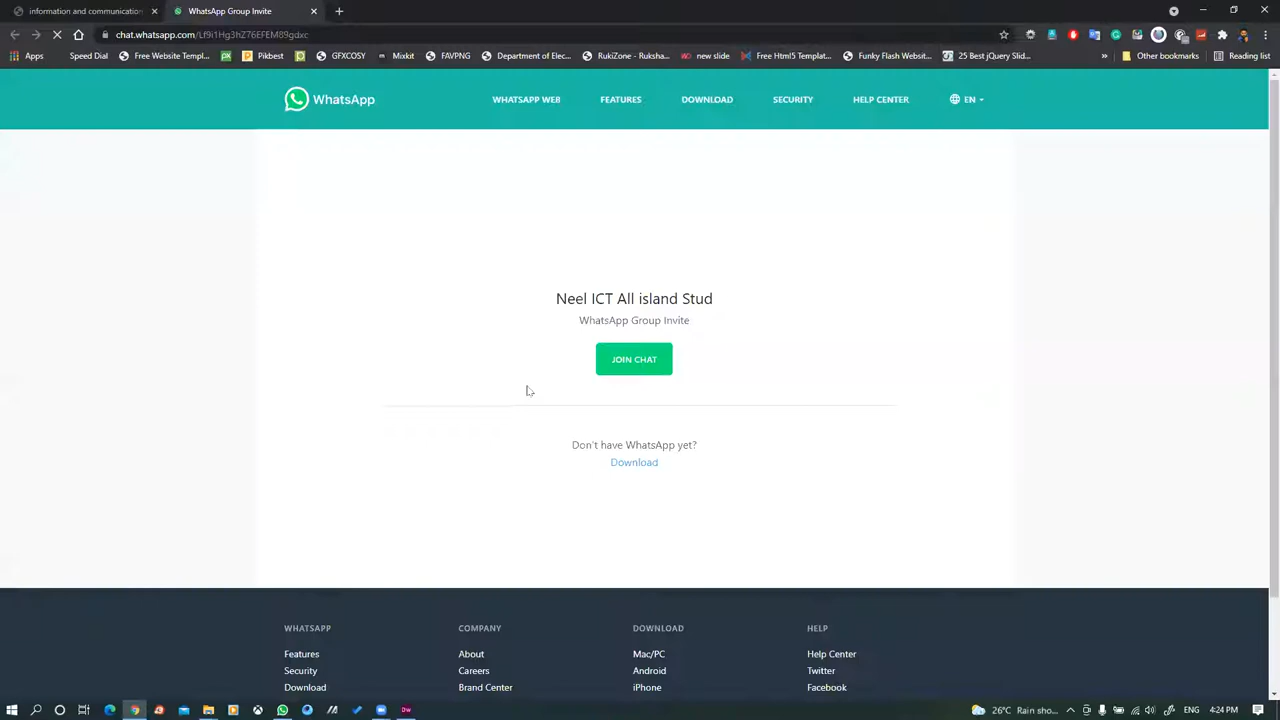 information and communication
WhatsApp Group Invite
chat.whatsapp.com/Lf9i1Hg3hZ76EFEM89gdxc
Apps
Speed Dial
Free Website Templ...
Pikbest
GFXCOSY
Mixkit
FAVPNG
Department of Elec...
RukiZone - Ruksha...
new slide
Free Html5 Templat...
Funky Flash Websit...
25 Best jQuery Slid...
Other bookmarks
Reading list
WhatsApp
WHATSAPP WEB
FEATURES
DOWNLOAD
SECURITY
HELP CENTER
EN
Neel ICT All island Stud
WhatsApp Group Invite
JOIN CHAT
Don't have WhatsApp yet?
Download
WHATSAPP
COMPANY
DOWNLOAD
HELP
Features
About
Mac/PC
Help Center
Security
Careers
Android
Twitter
Download
Brand Center
iPhone
Facebook
26°C Rain sho...
ENG
4:24 PM